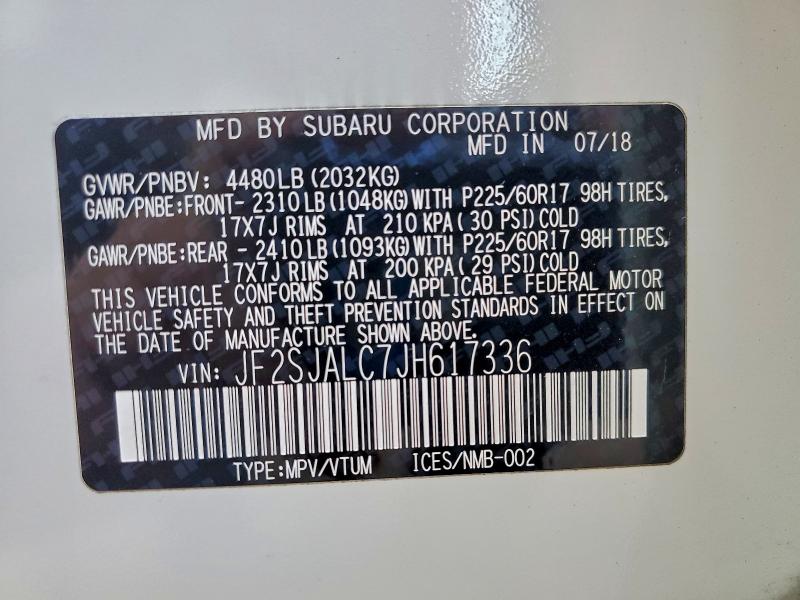 MFD BY SUBARU CORPORATION
MFD IN 07/18
GVWR/PNBV: 4480LB(2032KG)
GAWR/PNBE:FRONT- 2310LB(1048KG)WITH P225/60R17 98H TIRES,
17X7J RIMS AT 210 KPA(30 PSI)COLD
GAWR/PNBE:REAR - 2410LB(1093KG)WITH P225/60R17 98H TIRES,
17X7J RIMS AT 200 KPA(29 PSI)COLD
THIS VEHICLE CONFORMS TO ALL APPLICABLE FEDERAL MOTOR
VEHICLE SAFETY AND THEFT PREVENTION STANDARDS IN EFFECT ON
THE DATE OF MANUFACTURE SHOWN ABOVE.
VIN: JF2SJALC7JH617336
TYPE:MPV/VTUM ICES/NMB-002